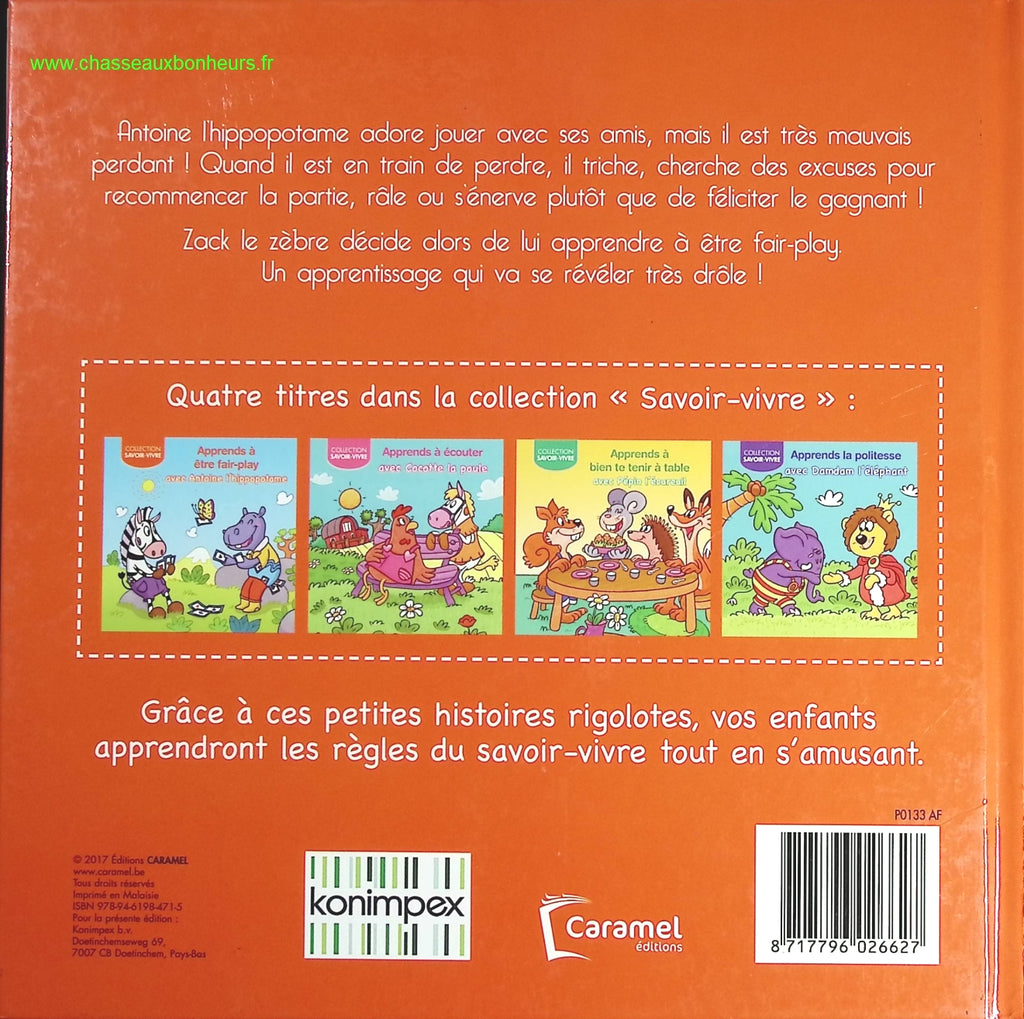 www.chasseauxbonheurs.fr
Antoine l'hippopotame adore jouer avec ses amis, mais il est très mauvais
perdant ! Quand il est en train de perdre, il triche, cherche des excuses pour
recommencer la partie, râle ou s'énerve plutôt que de féliciter le gagnant !
Zack le zèbre décide alors de lui apprendre à être fair-play.
Un apprentissage qui va se révéler très drôle !
Quatre titres dans la collection « Savoir-vivre » :
COLLECTION
SAVOIR-VIVRE
Apprends à
être fair-play
avec Antoine l'hippopotame
COLLECTION
SAVOIR-VIVRE
Apprends à écouter
avec Cocotte la poule
COLLECTION
SAVOIR-VIVRE
Apprends à
bien te tenir à table
avec Pépin l'écureuil
COLLECTION
SAVOIR-VIVRE
Apprends la politesse
avec Damdam l'éléphant
Grâce à ces petites histoires rigolotes, vos enfants
apprendront les règles du savoir-vivre tout en s'amusant.
P0133 AF
© 2017 Éditions CARAMEL
www.caramel.be
Tous droits réservés
Imprimé en Malaisie
ISBN 978-94-6198-471-5
Pour la présente édition :
Konimpex b.v.
Doetinchemseweg 69,
7007 CB Doetinchem, Pays-Bas
konimpex
Caramel
éditions
8 717796 026627